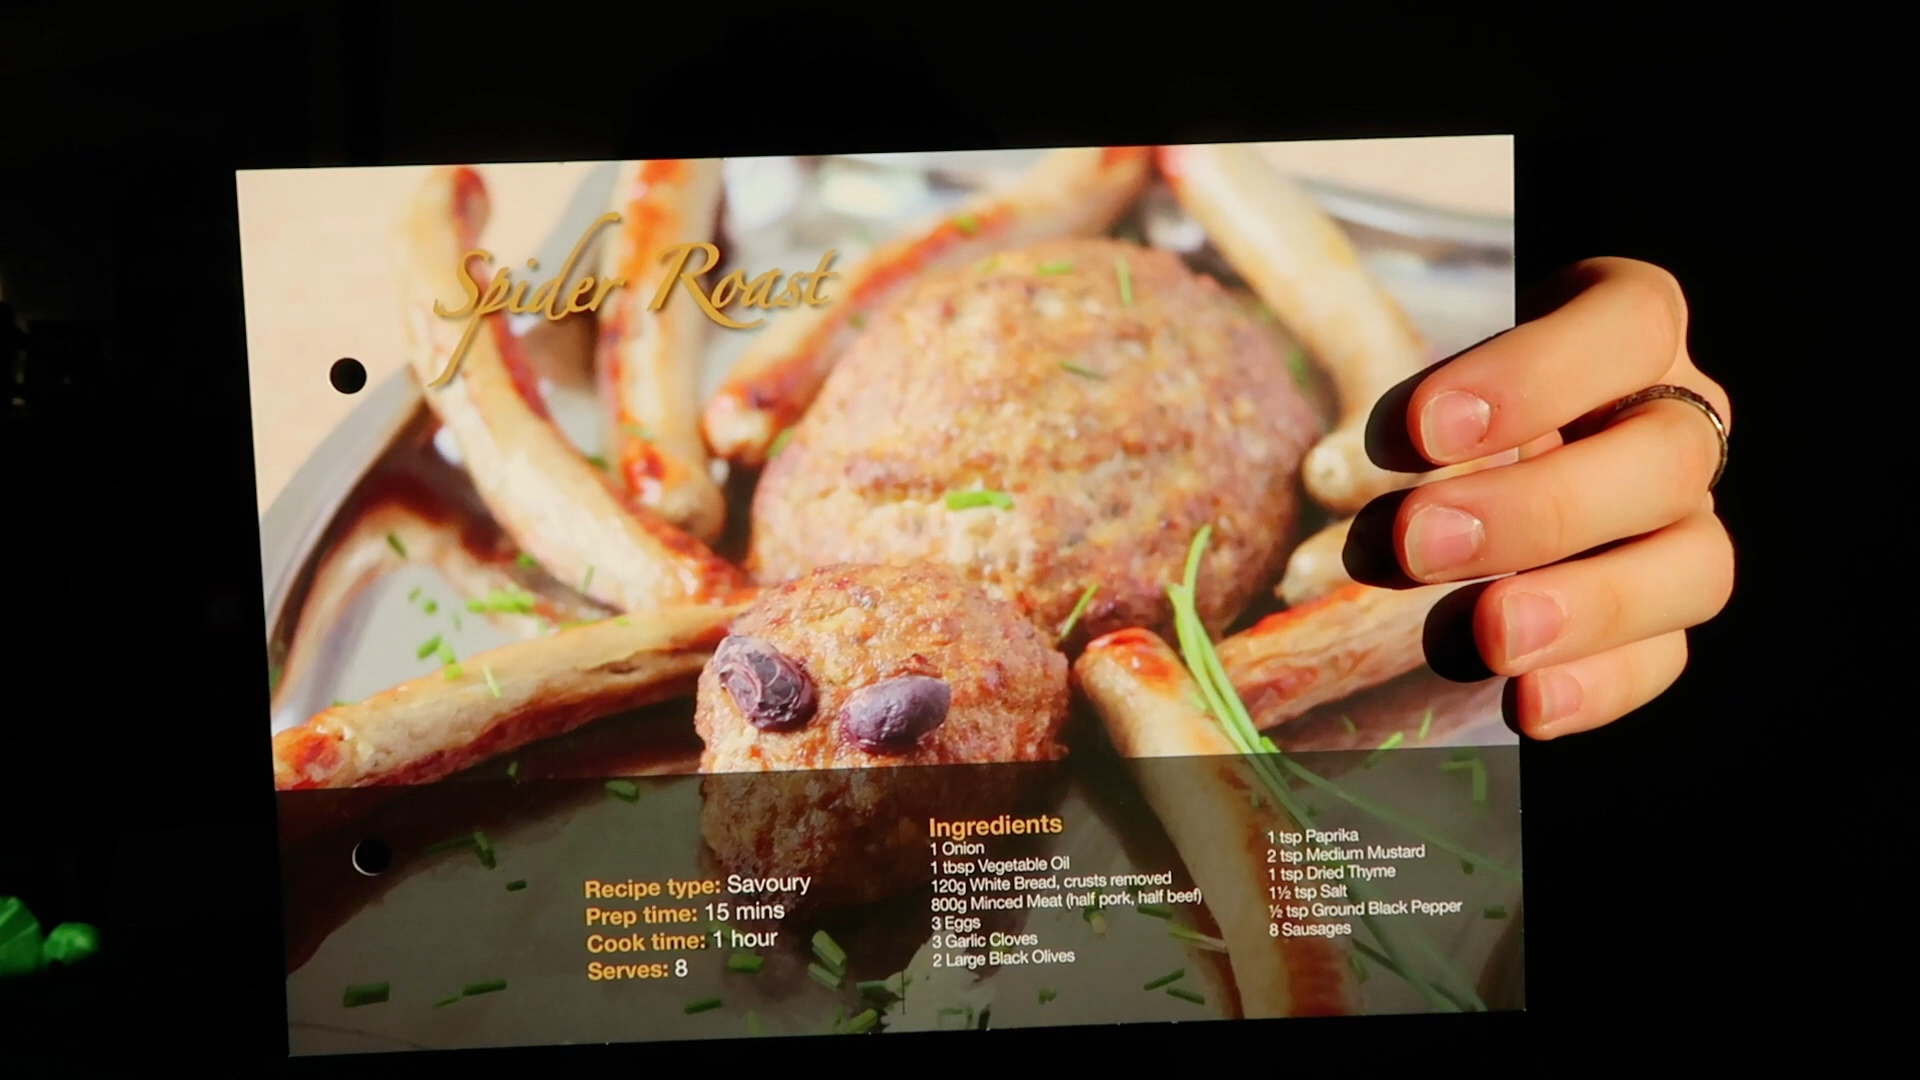 Spider Roast
Recipe type: Savoury
Prep time: 15 mins
Cook time: 1 hour
Serves: 8
Ingredients
1 Onion
1 tbsp Vegetable Oil
120g White Bread, crusts removed
800g Minced Meat (half pork, half beef)
3 Eggs
3 Garlic Cloves
2 Large Black Olives
1 tsp Paprika
2 tsp Medium Mustard
1 tsp Dried Thyme
1½ tsp Salt
½ tsp Ground Black Pepper
8 Sausages